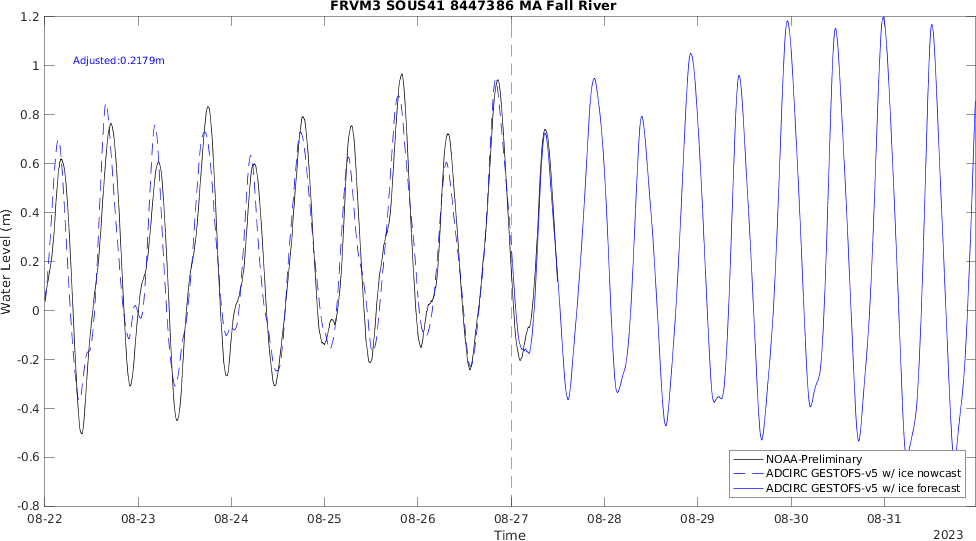 FRVM3 SOUS41 8447386 MA Fall River
Adjusted:0.2179m
Water Level (m)
1.2
1
0.8
0.6
0.4
0.2
0
-0.2
-0.4
-0.6
-0.8
NOAA-Preliminary
ADCIRC GESTOFS-v5 w/ ice nowcast
ADCIRC GESTOFS-v5 w/ ice forecast
08-22 08-23 08-24 08-25 08-26 08-27 08-28 08-29 08-30 08-31
Time
2023